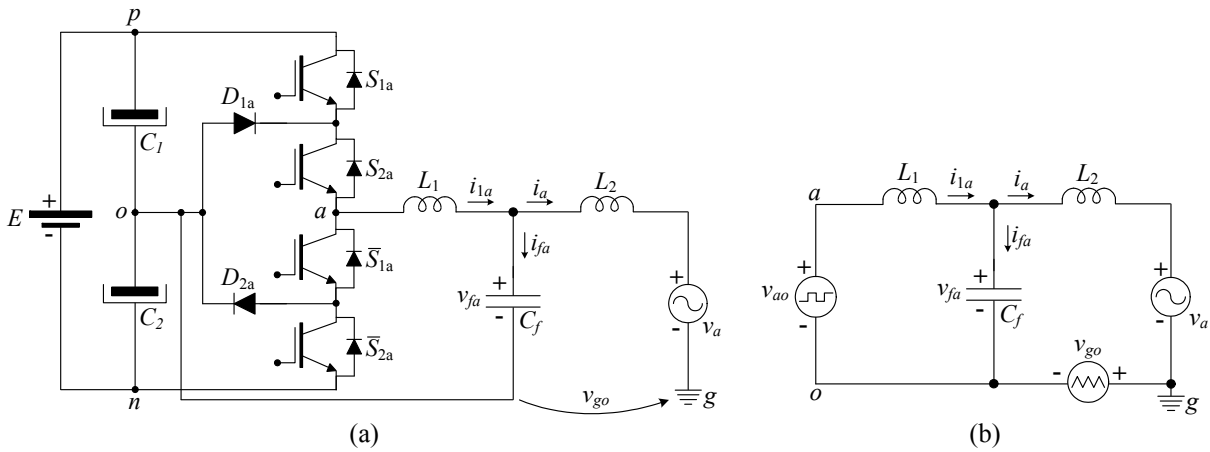 p
S1a
D1a
C1
S2a
L1
i1a
ia
L2
+
E
-
o
a
ifa
S̅1a
D2a
+
vfa
-
Cf
+
-
va
C2
S̅2a
n
vgo
g
(a)
L1
i1a
ia
L2
a
ifa
+
vao
-
+
vfa
-
Cf
+
-
va
vgo
-
+
o
g
(b)